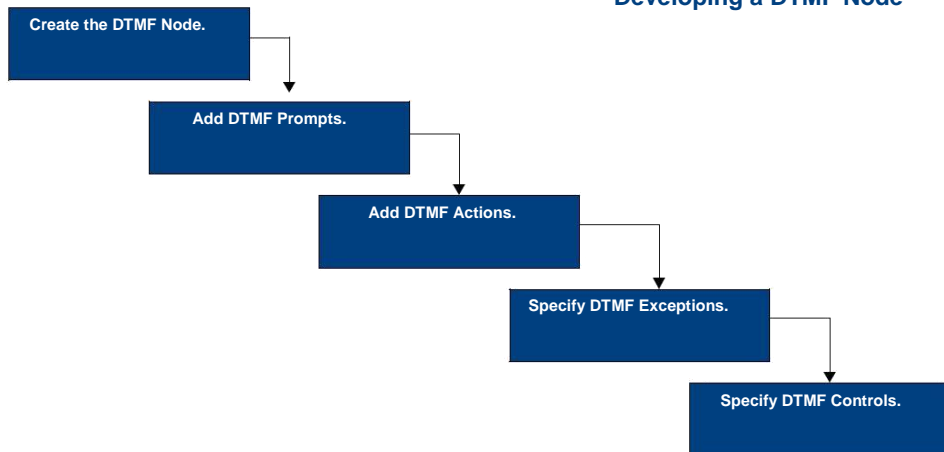 Developing a DTMF Node
Create the DTMF Node.
Add DTMF Prompts.
Add DTMF Actions.
Specify DTMF Exceptions.
Specify DTMF Controls.